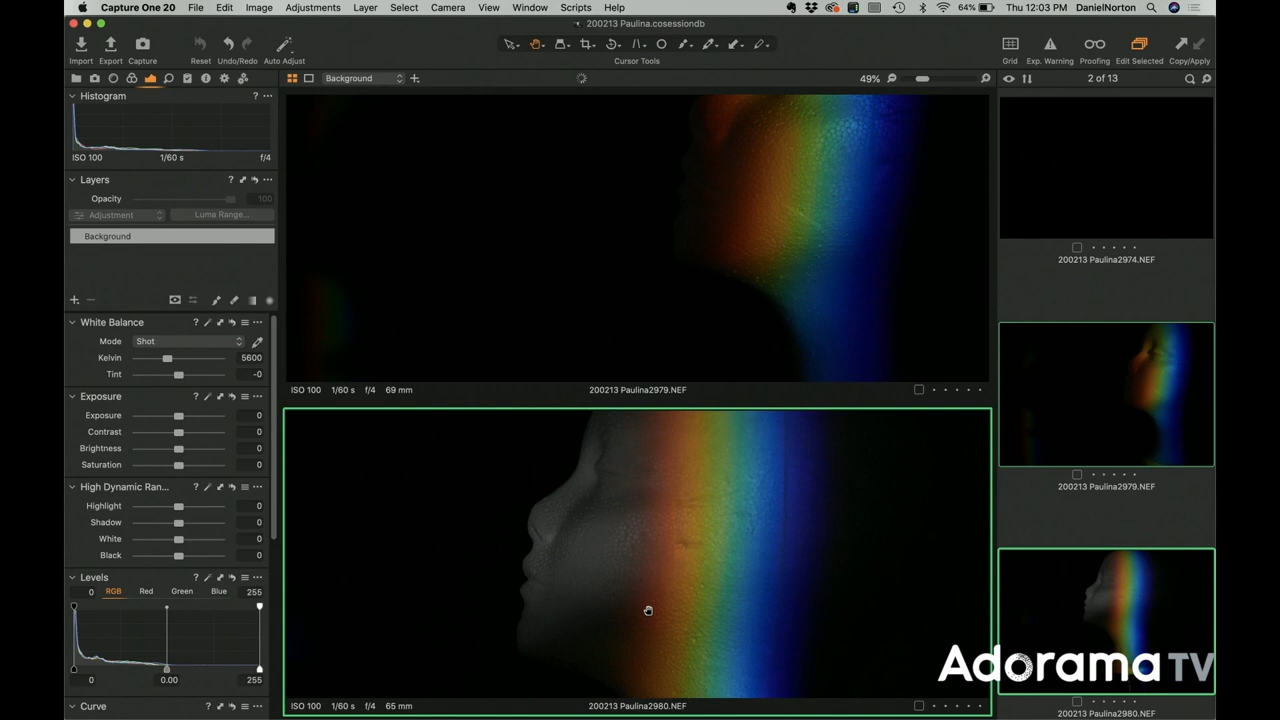 Capture One 20 File Edit Image Adjustments Layer Select Camera View Window Scripts Help 64% Thu 12:03 PM DanielNorton
200213 Paulina.cosessiondb
Import Export Capture Reset Undo/Redo Auto Adjust Cursor Tools Grid Exp. Warning Proofing Edit Selected Copy/Apply
Background 49% 2 of 13
Histogram ? ...
ISO 100 1/60 s f/4
Layers ? ...
Opacity 100
Adjustment Luma Range...
Background
White Balance ? ...
Mode Shot
Kelvin 5600
Tint -0
Exposure ? ...
Exposure 0
Contrast 0
Brightness 0
Saturation 0
High Dynamic Ran... ? ...
Highlight 0
Shadow 0
White 0
Black 0
Levels ? ...
0 RGB Red Green Blue 255
0 0.00 255
Curve ? ...
ISO 100 1/60 s f/4 69 mm 200213 Paulina2979.NEF
ISO 100 1/60 s f/4 65 mm 200213 Paulina2980.NEF
200213 Paulina2974.NEF
200213 Paulina2979.NEF
200213 Paulina2980.NEF
Adorama TV